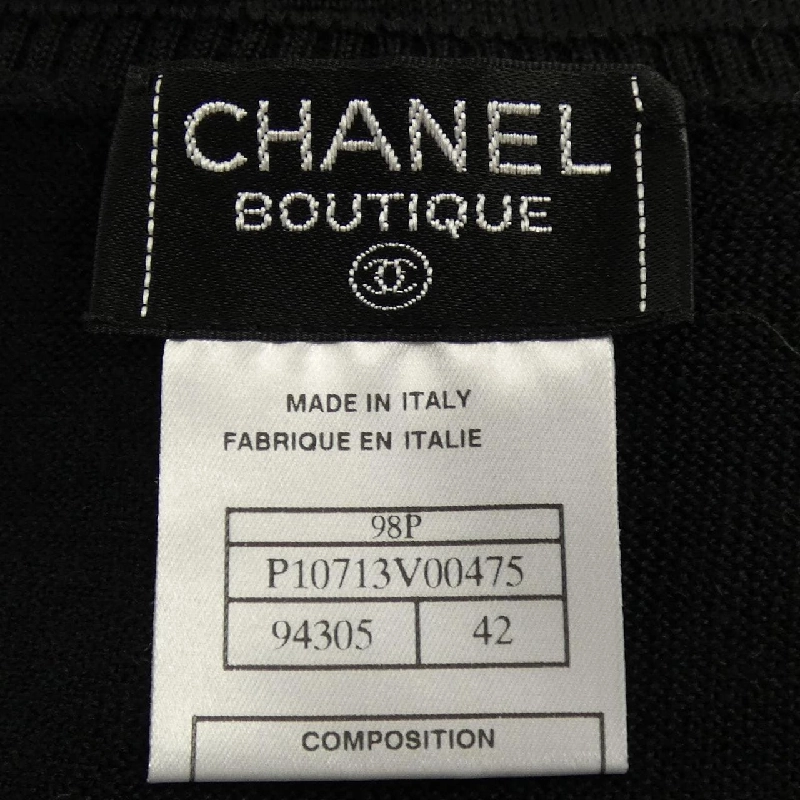 CHANEL
BOUTIQUE
MADE IN ITALY
FABRIQUE EN ITALIE
98P
P10713V00475
94305 42
COMPOSITION